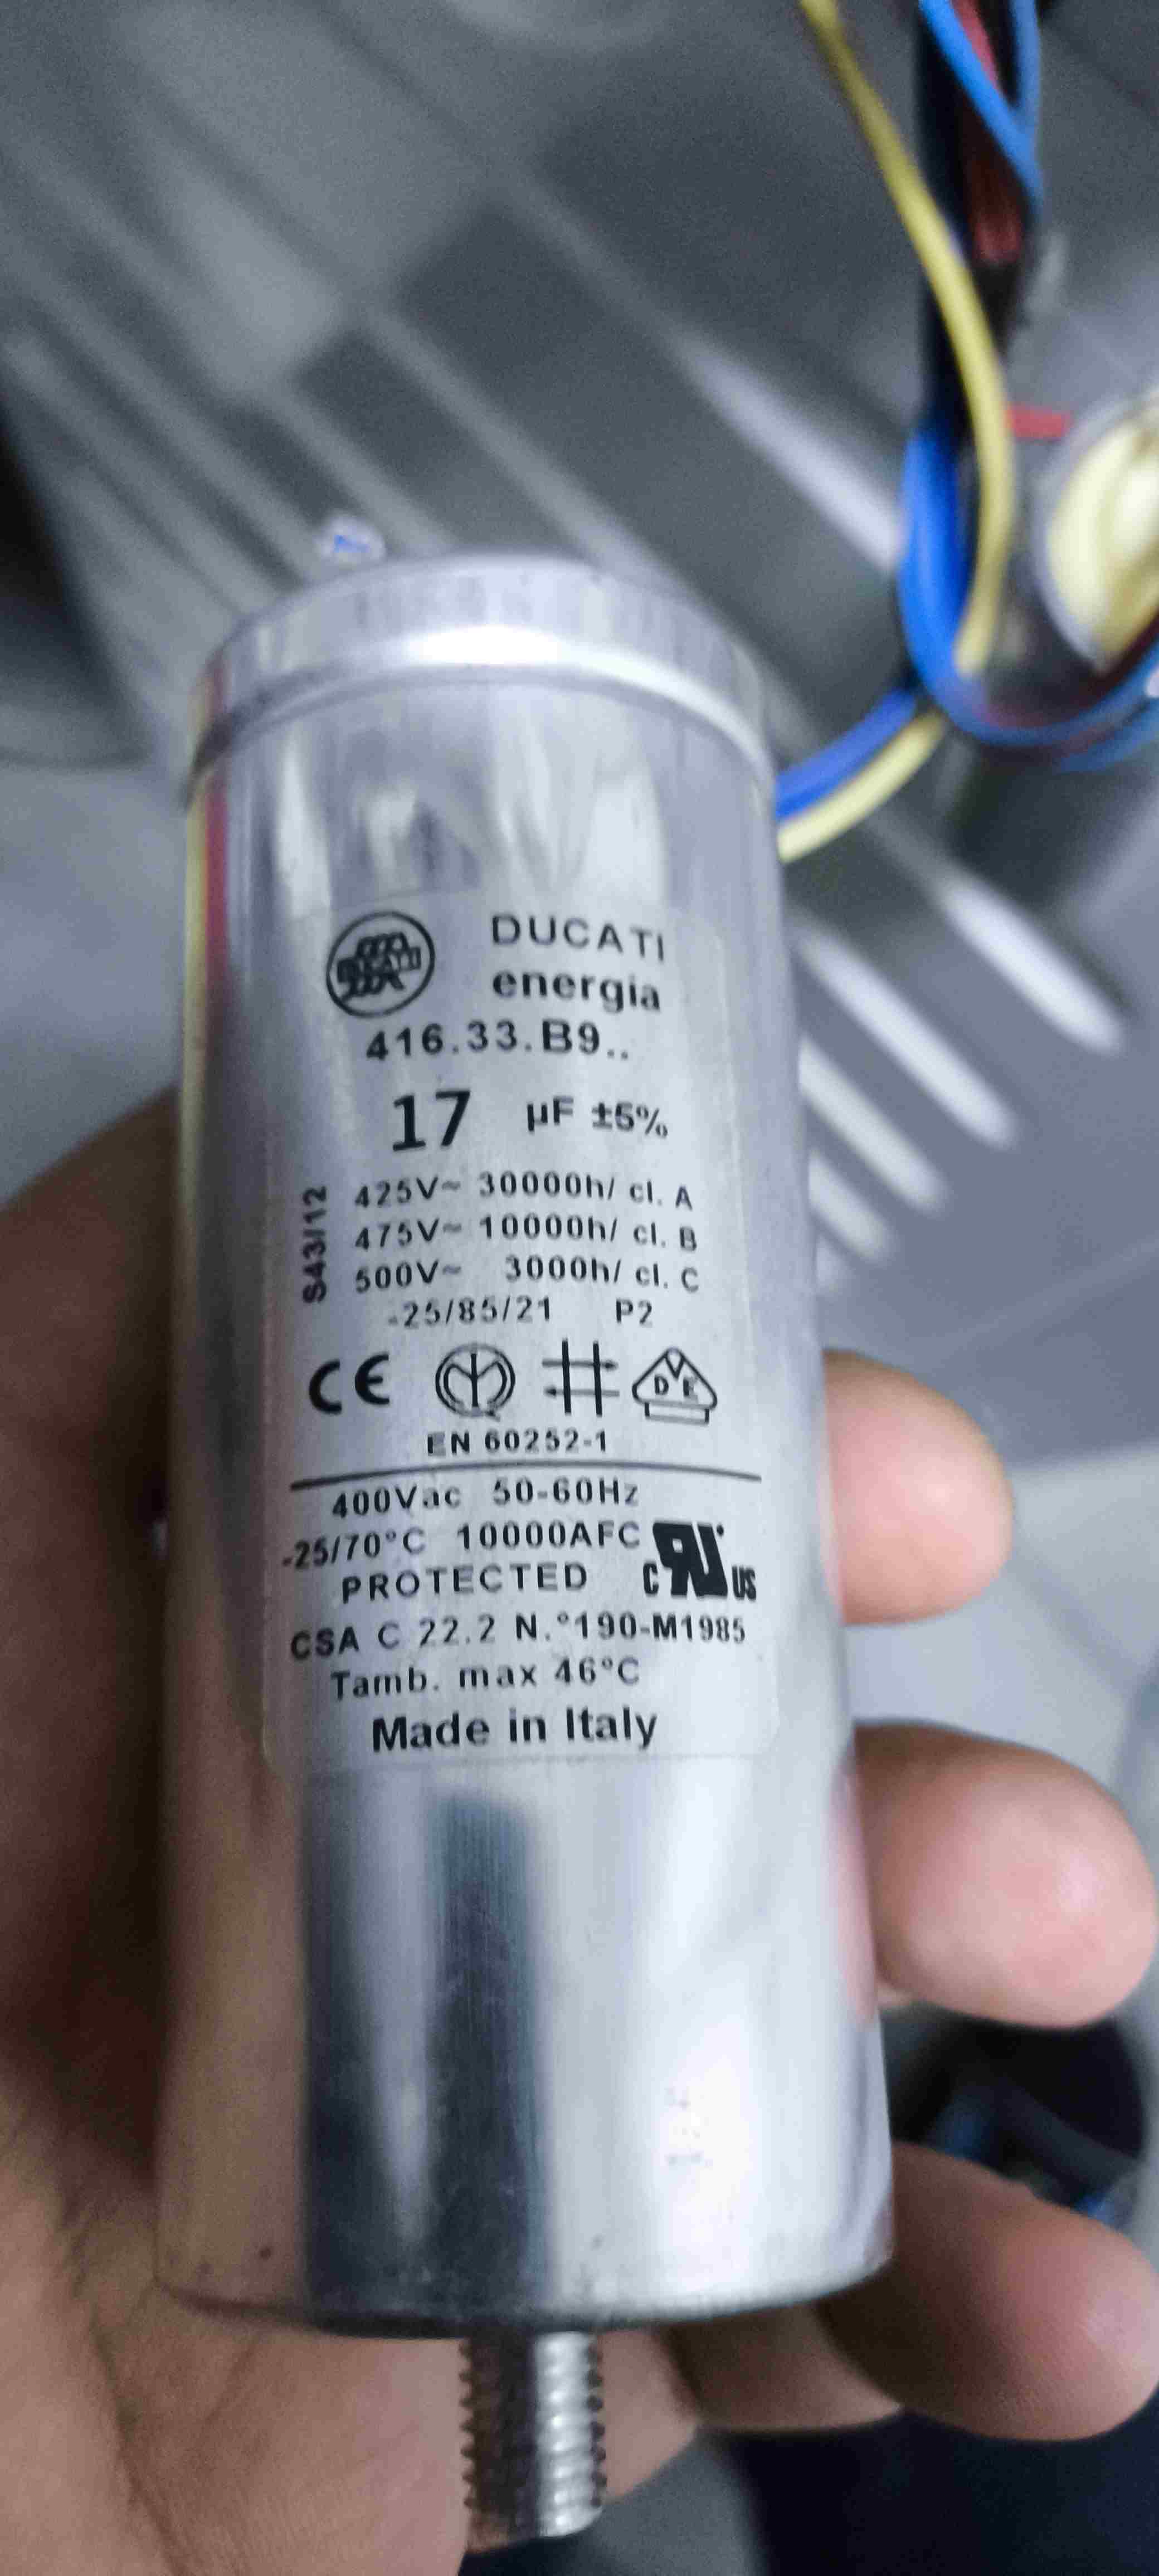 DUCATI
energia
416.33.B9..
17 µF ±5%
S43/12
425V~ 30000h/ cl. A
475V~ 10000h/ cl. B
500V~ 3000h/ cl. C
-25/85/21 P2
CE
D V E
EN 60252-1
400Vac 50-60Hz
-25/70°C 10000AFC
PROTECTED C RU US
CSA C 22.2 N.°190-M1985
Tamb. max 46°C
Made in Italy